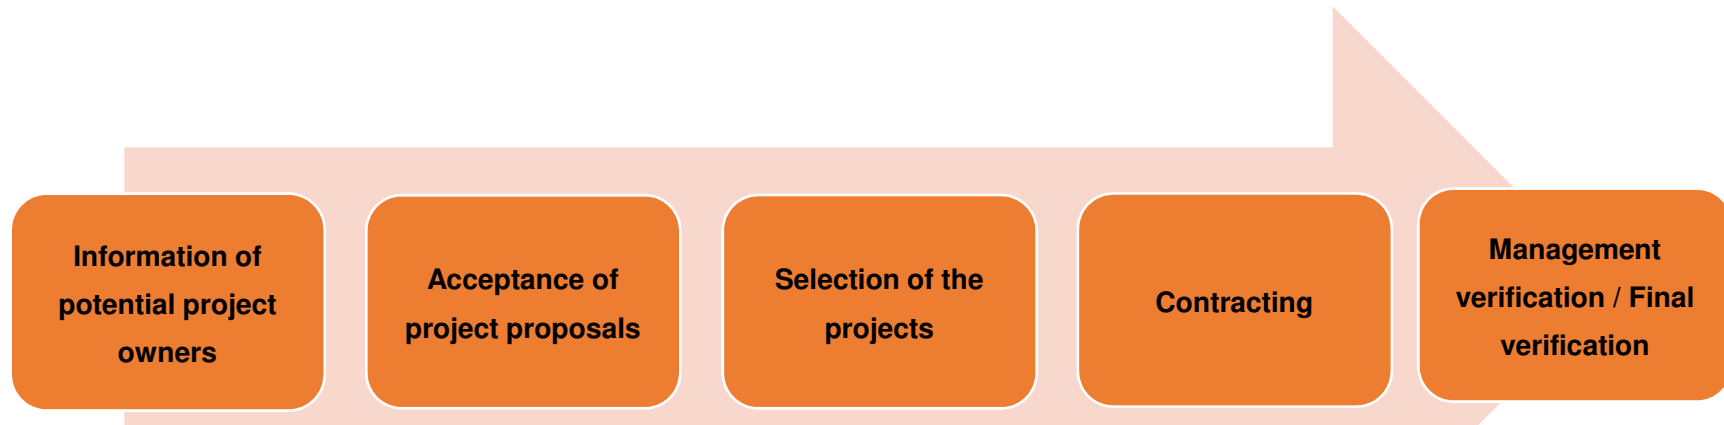 Information of
potential project
owners
Acceptance of
project proposals
Selection of the
projects
Contracting
Management
verification / Final
verification